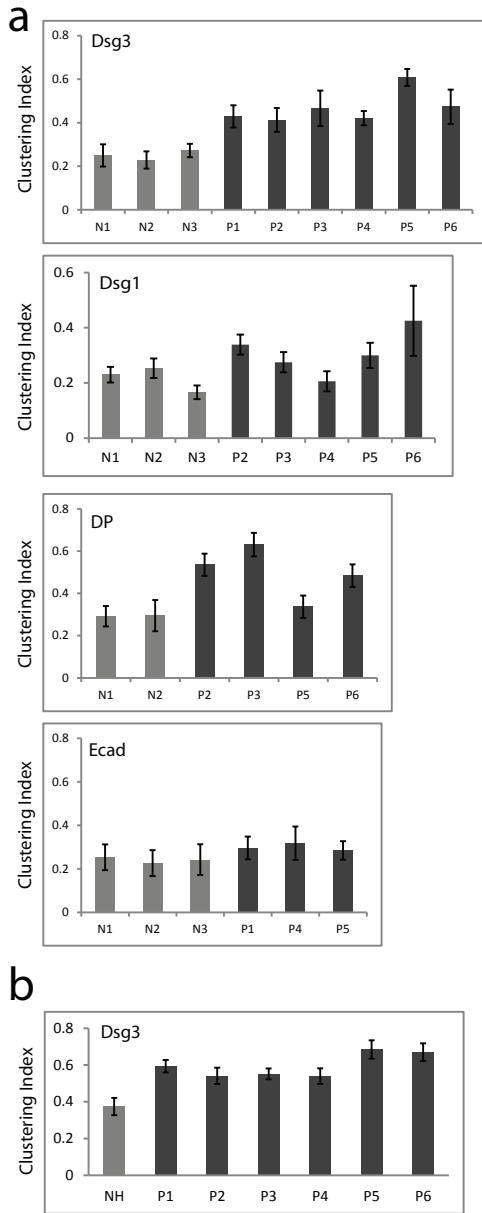 a
Dsg3
Clustering Index
0.8
0.6
0.4
0.2
0
N1 N2 N3 P1 P2 P3 P4 P5 P6
Dsg1
Clustering Index
0.6
0.4
0.2
0
N1 N2 N3 P2 P3 P4 P5 P6
DP
Clustering Index
0.8
0.6
0.4
0.2
0
N1 N2 P2 P3 P5 P6
Ecad
Clustering Index
0.8
0.6
0.4
0.2
0
N1 N2 N3 P1 P4 P5
b
Dsg3
Clustering Index
0.8
0.6
0.4
0.2
0
NH P1 P2 P3 P4 P5 P6